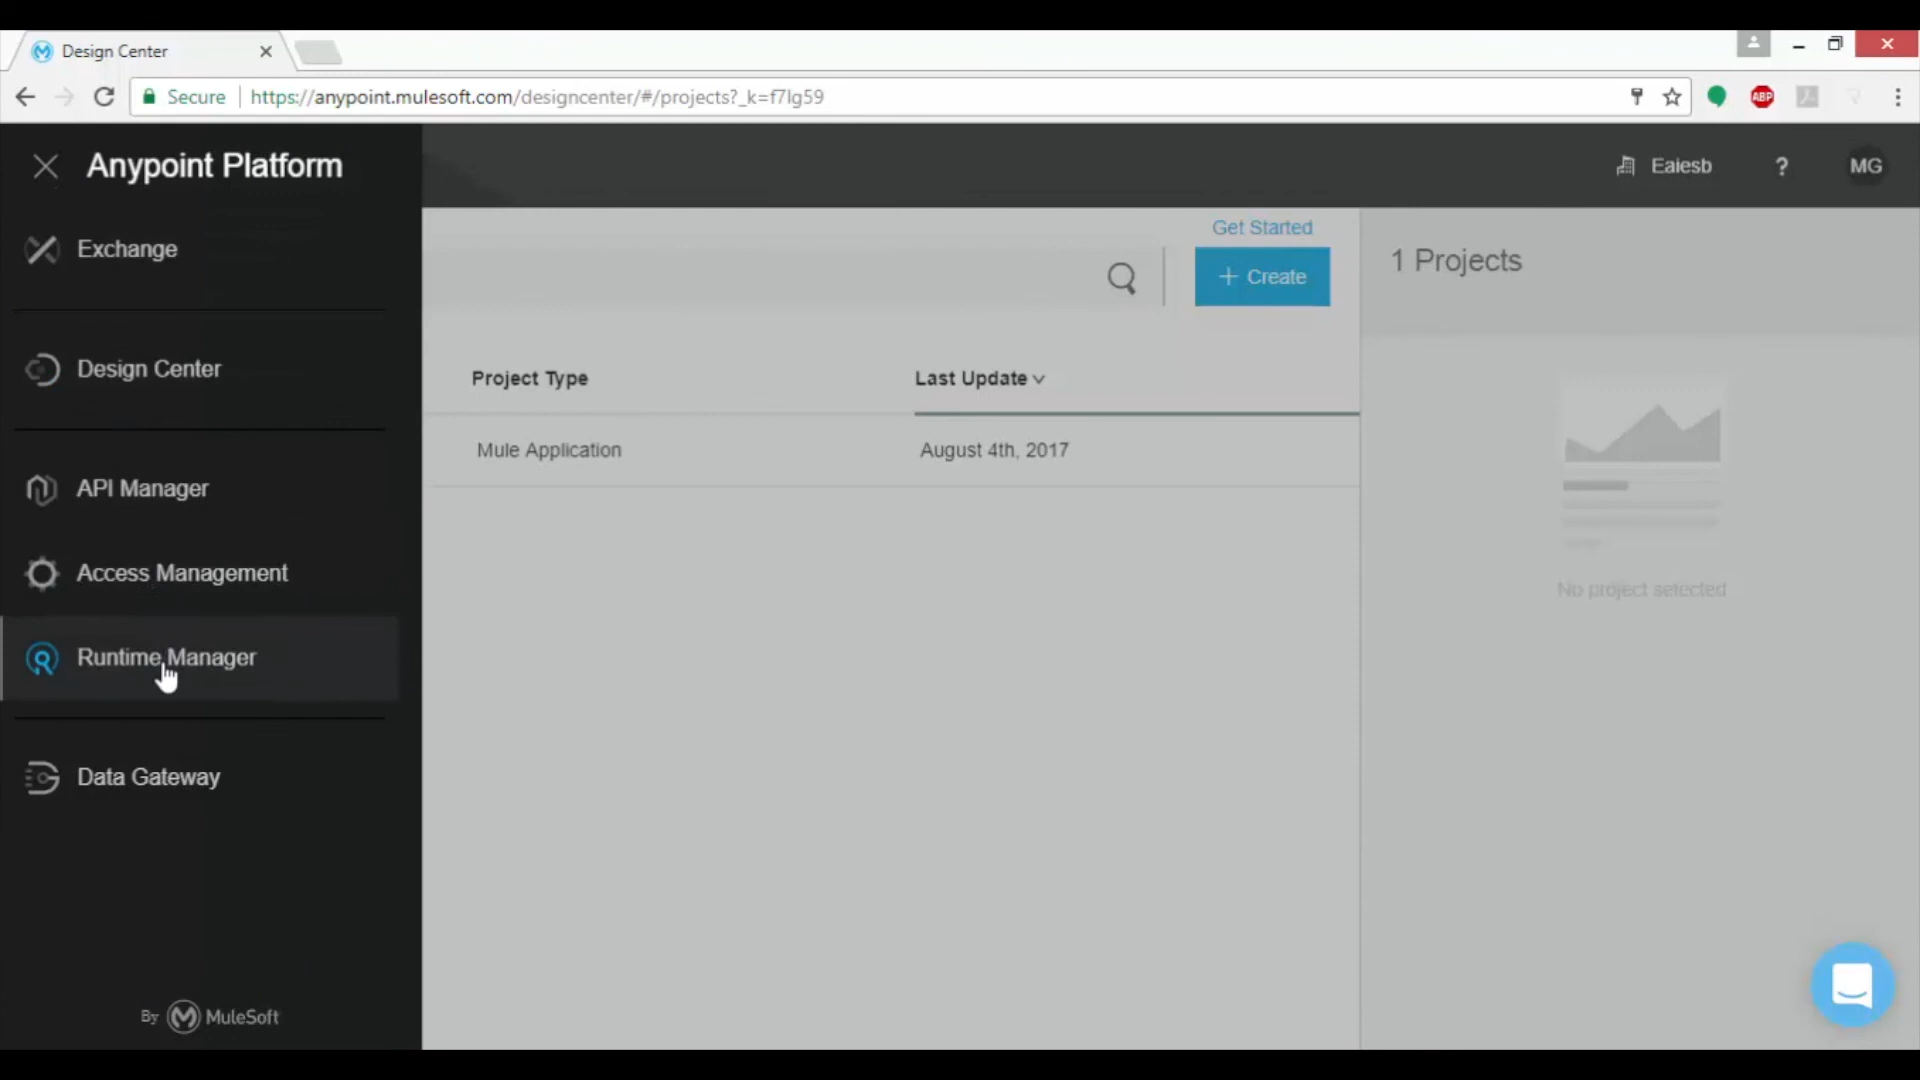 Design Center
Secure
https://anypoint.mulesoft.com/designcenter/#/projects?_k=f7lg59
ABP
Anypoint Platform
Eaiesb
?
MG
Exchange
Design Center
API Manager
Access Management
Runtime Manager
Data Gateway
By MuleSoft
Get Started
+ Create
Project Type
Last Update
Mule Application
August 4th, 2017
1 Projects
No project selected